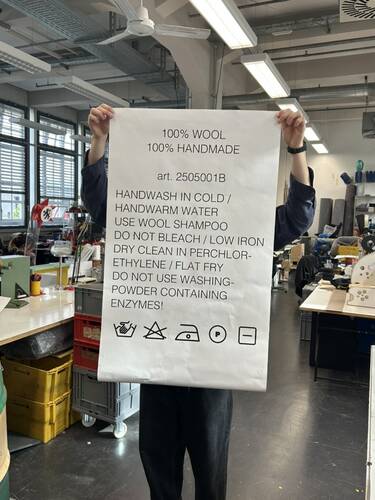 100% WOOL
100% HANDMADE
art. 2505001B
HANDWASH IN COLD /
HANDWARM WATER
USE WOOL SHAMPOO
DO NOT BLEACH / LOW IRON
DRY CLEAN IN PERCHLOR-
ETHYLENE / FLAT FRY
DO NOT USE WASHING-
POWDER CONTAINING
ENZYMES!
P